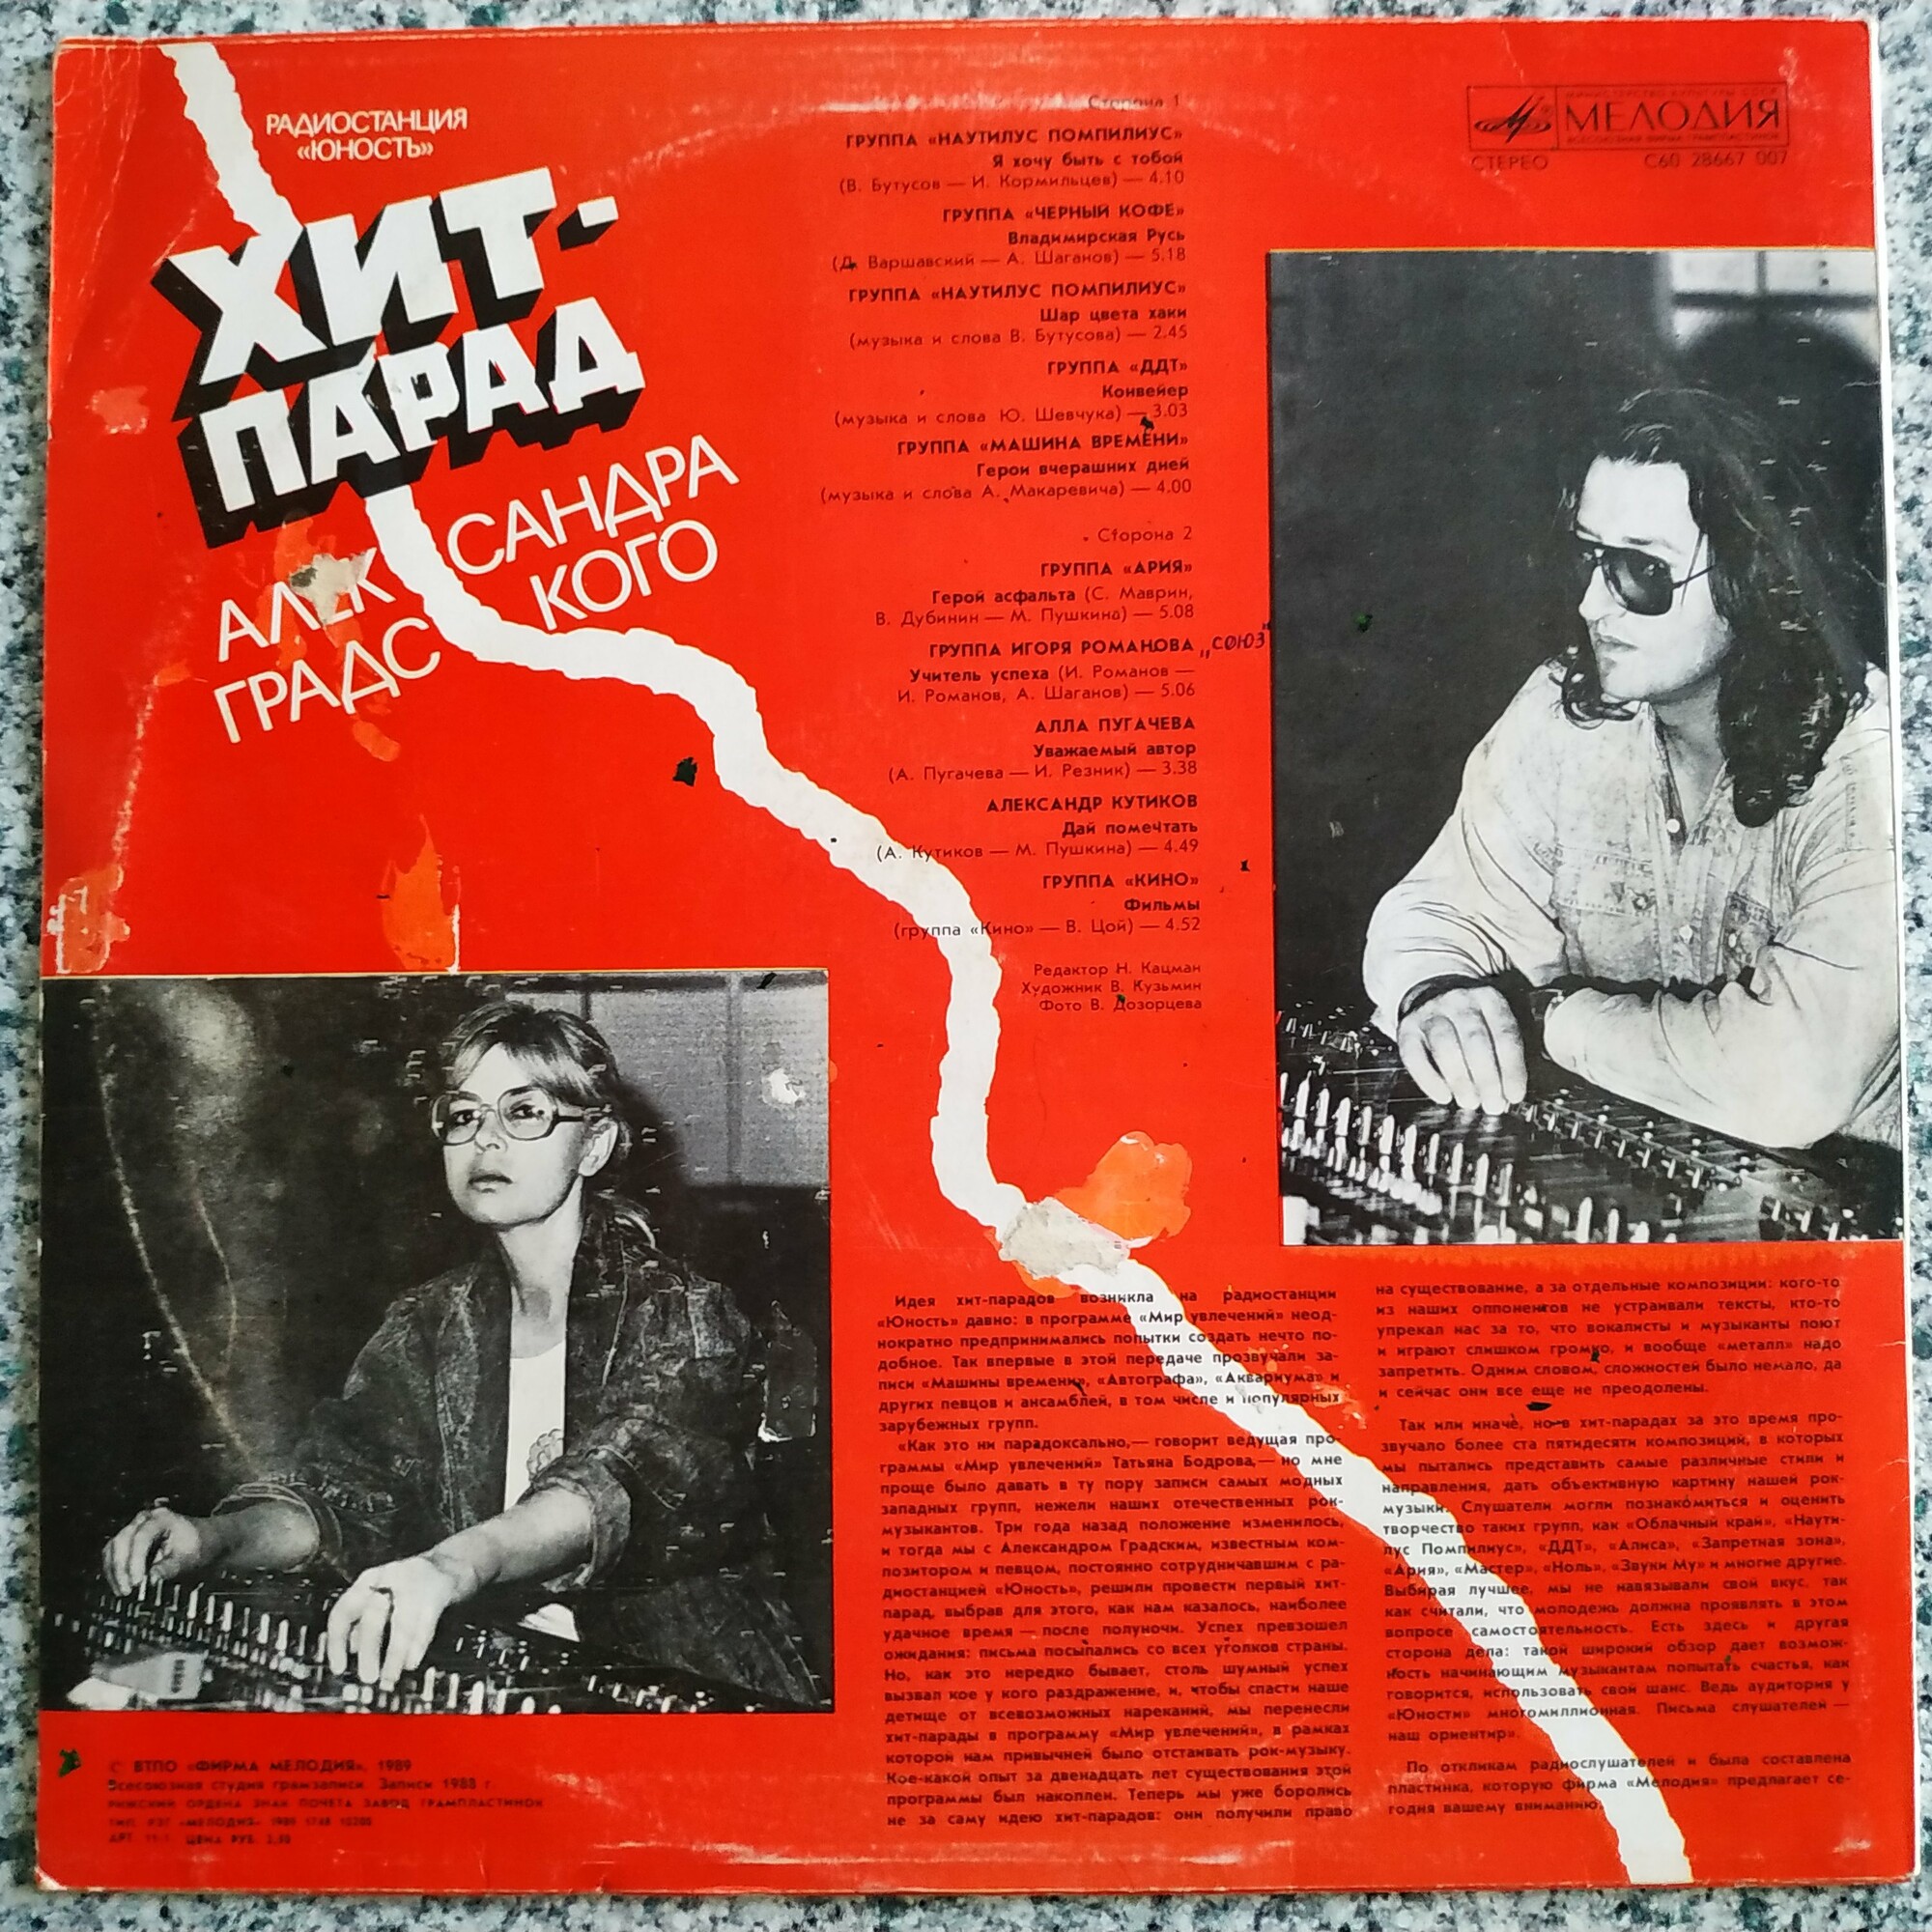 РАДИОСТАНЦИЯ
«ЮНОСТЬ»
ХИТ-
ПАРАД
АЛЕКСАНДРА
ГРАДСКОГО
Сторона 1
ГРУППА «НАУТИЛУС ПОМПИЛИУС»
Я хочу быть с тобой
(В. Бутусов — И. Кормильцев) — 4.10
ГРУППА «ЧЕРНЫЙ КОФЕ»
Владимирская Русь
(Д. Варшавский — А. Шаганов) — 5.18
ГРУППА «НАУТИЛУС ПОМПИЛИУС»
Шар цвета хаки
(музыка и слова В. Бутусова) — 2.45
ГРУППА «ДДТ»
Конвейер
(музыка и слова Ю. Шевчука) — 3.03
ГРУППА «МАШИНА ВРЕМЕНИ»
Герои вчерашних дней
(музыка и слова А. Макаревича) — 4.00
Сторона 2
ГРУППА «АРИЯ»
Герой асфальта (С. Маврин,
В. Дубинин — М. Пушкина) — 5.08
ГРУППА ИГОРЯ РОМАНОВА „СОЮЗ"
Учитель успеха (И. Романов —
И. Романов, А. Шаганов) — 5.06
АЛЛА ПУГАЧЕВА
Уважаемый автор
(А. Пугачева — И. Резник) — 3.38
АЛЕКСАНДР КУТИКОВ
Дай помечтать
(А. Кутиков — М. Пушкина) — 4.49
ГРУППА «КИНО»
Фильмы
(группа «Кино» — В. Цой) — 4.52
Редактор Н. Кацман
Художник В. Кузьмин
Фото В. Дозорцева
МИНИСТЕРСТВО КУЛЬТУРЫ СССР
МЕЛОДИЯ
ВСЕСОЮЗНАЯ ФИРМА ГРАМПЛАСТИНОК
СТЕРЕО С60 28667 007
Идея хит-парадов возникла на радиостанции
«Юность» давно: в программе «Мир увлечений» неод-
нократно предпринимались попытки создать нечто по-
добное. Так впервые в этой передаче прозвучали за-
писи «Машины времени», «Автографа», «Аквариума» и
других певцов и ансамблей, в том числе и популярных
зарубежных групп.
«Как это ни парадоксально,— говорит ведущая про-
граммы «Мир увлечений» Татьяна Бодрова,— но мне
проще было давать в ту пору записи самых модных
западных групп, нежели наших отечественных рок-
музыкантов. Три года назад положение изменилось,
и тогда мы с Александром Градским, известным ком-
позитором и певцом, постоянно сотрудничавшим с ра-
диостанцией «Юность», решили провести первый хит-
парад, выбрав для этого, как нам казалось, наиболее
удачное время — после полуночи. Успех превзошел
ожидания: письма посыпались со всех уголков страны.
Но, как это нередко бывает, столь шумный успех
вызвал кое у кого раздражение, и, чтобы спасти наше
детище от всевозможных нареканий, мы перенесли
хит-парады в программу «Мир увлечений», в рамках
которой нам привычней было отстаивать рок-музыку.
Кое-какой опыт за двенадцать лет существования этой
программы был накоплен. Теперь мы уже боролись
не за саму идею хит-парадов: они получили право
на существование, а за отдельные композиции: кого-то
из наших оппонентов не устраивали тексты, кто-то
упрекал нас за то, что вокалисты и музыканты поют
и играют слишком громко, и вообще «металл» надо
запретить. Одним словом, сложностей было немало, да
и сейчас они все еще не преодолены.
Так или иначе, но в хит-парадах за это время про-
звучало более ста пятидесяти композиций, в которых
мы пытались представить самые различные стили и
направления, дать объективную картину нашей рок-
музыки. Слушатели могли познакомиться и оценить
творчество таких групп, как «Облачный край», «Наути-
лус Помпилиус», «ДДТ», «Алиса», «Запретная зона»,
«Ария», «Мастер», «Ноль», «Звуки Му» и многие другие.
Выбирая лучшее, мы не навязывали свой вкус, так
как считали, что молодежь должна проявлять в этом
вопросе самостоятельность. Есть здесь и другая
сторона дела: такой широкий обзор дает возмож-
ность начинающим музыкантам попытать счастья, как
говорится, использовать свой шанс. Ведь аудитория у
«Юности» многомиллионная. Письма слушателей —
наш ориентир».
По откликам радиослушателей и была составлена
пластинка, которую фирма «Мелодия» предлагает се-
годня вашему вниманию.
© ВТПО «ФИРМА МЕЛОДИЯ», 1989
Всесоюзная студия грамзаписи. Записи 1988 г.
РИЖСКИЙ ОРДЕНА ЗНАК ПОЧЕТА ЗАВОД ГРАМПЛАСТИНОК
ТИП. РЗГ «МЕЛОДИЯ» 1989
АРТ. 11-1 ЦЕНА РУБ.